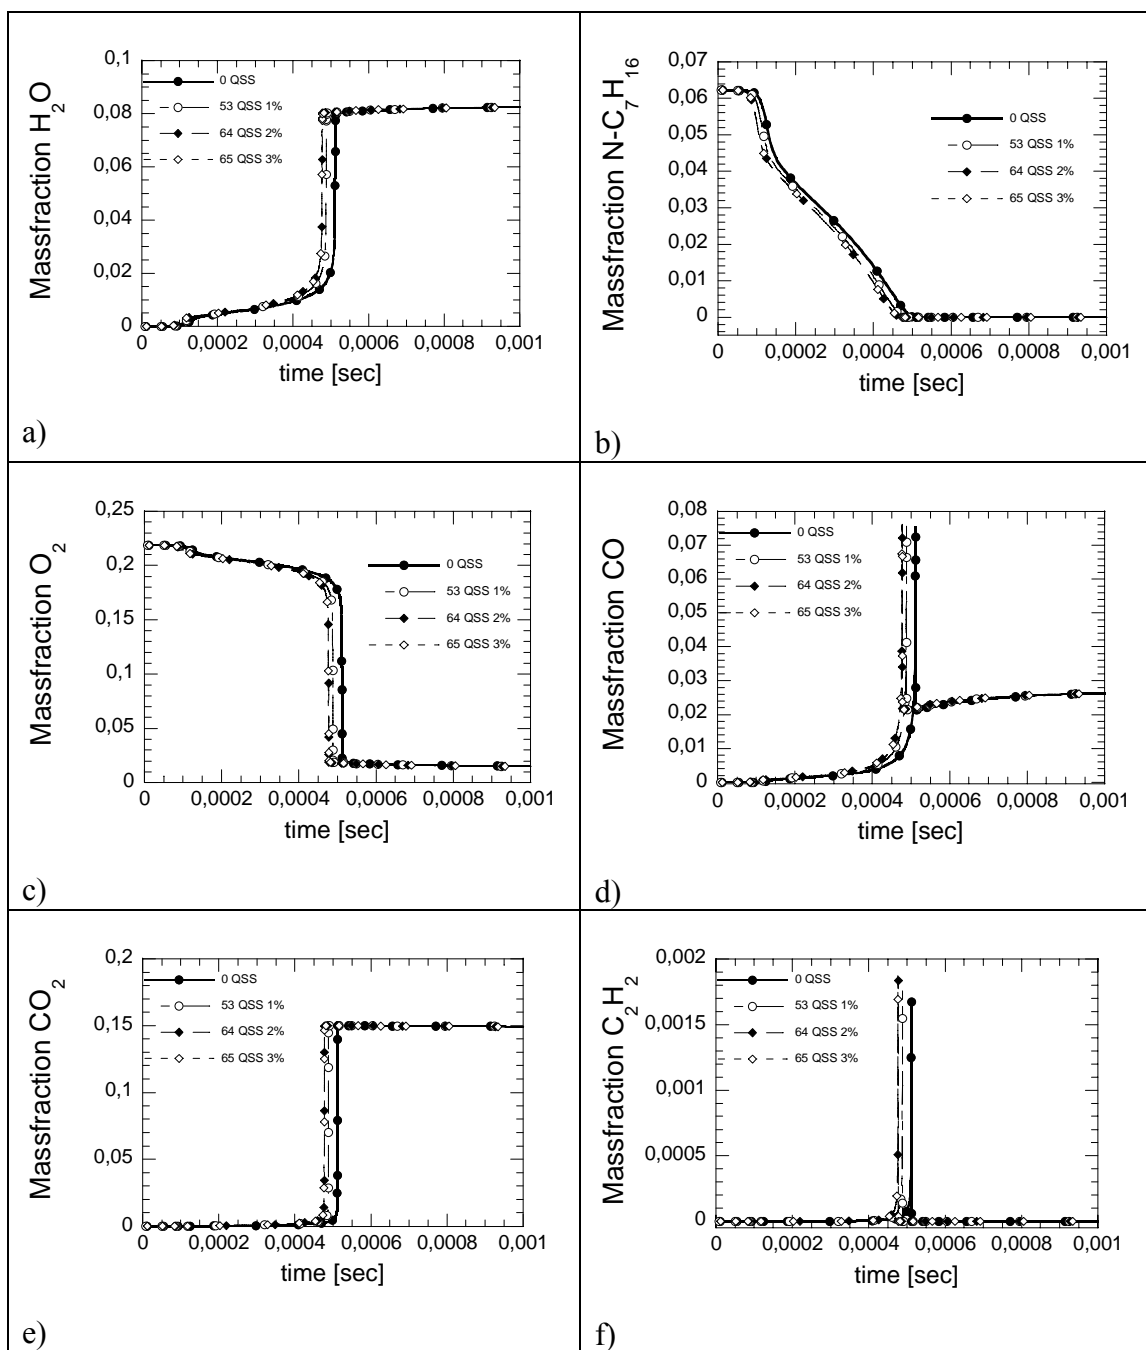 Massfraction H2O
0,1
0,08
0,06
0,04
0,02
0
0 QSS
53 QSS 1%
64 QSS 2%
65 QSS 3%
0 0,0002 0,0004 0,0006 0,0008 0,001
time [sec]
a)
Massfraction N-C7H16
0,07
0,06
0,05
0,04
0,03
0,02
0,01
0
0 QSS
53 QSS 1%
64 QSS 2%
65 QSS 3%
0 0,0002 0,0004 0,0006 0,0008 0,001
time [sec]
b)
Massfraction O2
0,25
0,2
0,15
0,1
0,05
0
0 QSS
53 QSS 1%
64 QSS 2%
65 QSS 3%
0 0,0002 0,0004 0,0006 0,0008 0,001
time [sec]
c)
Massfraction CO
0,08
0,07
0,06
0,05
0,04
0,03
0,02
0,01
0
0 QSS
53 QSS 1%
64 QSS 2%
65 QSS 3%
0 0,0002 0,0004 0,0006 0,0008 0,001
time [sec]
d)
Massfraction CO2
0,2
0,15
0,1
0,05
0
0 QSS
53 QSS 1%
64 QSS 2%
65 QSS 3%
0 0,0002 0,0004 0,0006 0,0008 0,001
time [sec]
e)
Massfraction C2H2
0,002
0,0015
0,001
0,0005
0
0 QSS
53 QSS 1%
64 QSS 2%
65 QSS 3%
0 0,0002 0,0004 0,0006 0,0008 0,001
time [sec]
f)